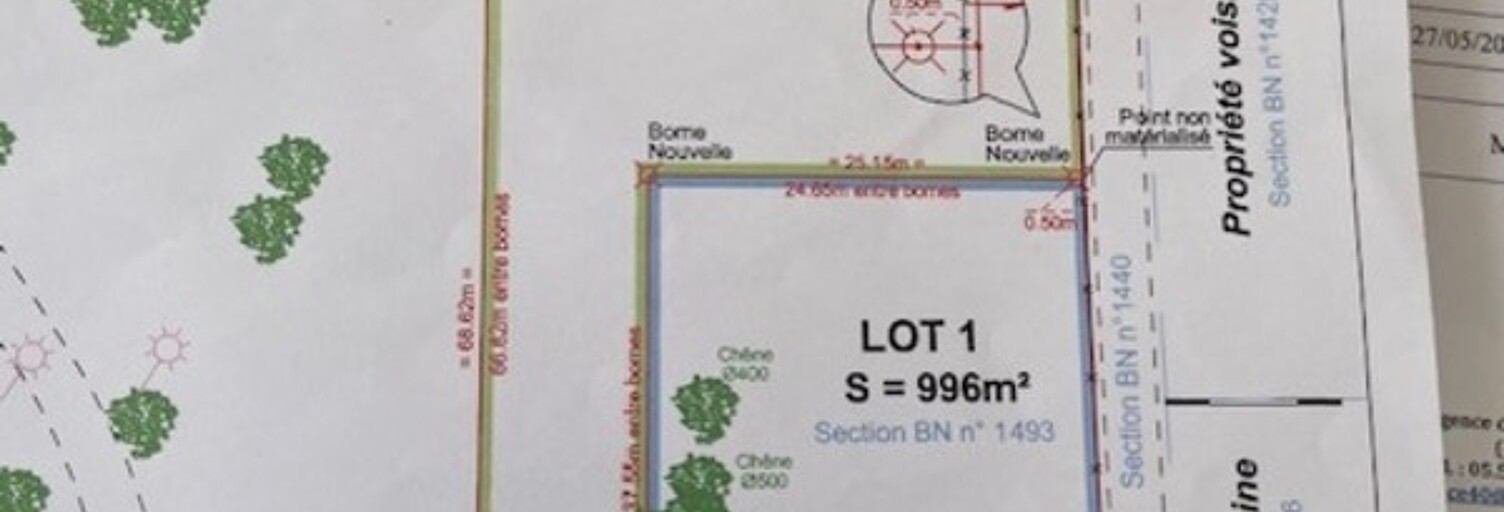 0.50m
Borne
Nouvelle
Borne
Nouvelle
Point non
matérialisé
= 25.15m =
24.65m entre bornes
0.50m
= 68.62m =
66.62m entre bornes
LOT 1
S = 996m²
Section BN n° 1493
Chêne
Ø400
Chêne
Ø500
entre bornes
Section BN n°1440
Propriété vois
Section BN n°142
ine
27/05/20